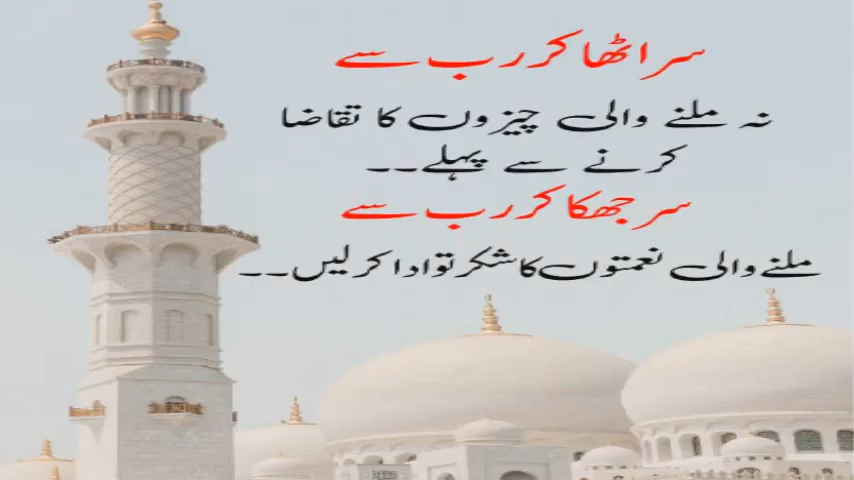 سر اٹھا کر رب سے
نہ ملنے والی چیزوں کا تقاضا
کرنے سے پہلے۔۔
سر جھکا کر رب سے
ملنے والی نعمتوں کا شکر تو ادا کر لیں۔۔